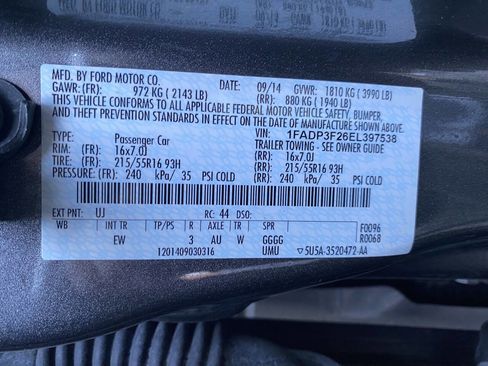 MFD. BY FORD MOTOR CO.
DATE: 09/14 GVWR: 1810 KG ( 3990 LB)
GAWR: (FR) 972 KG ( 2143 LB) (RR) 880 KG ( 1940 LB)
THIS VEHICLE CONFORMS TO ALL APPLICABLE FEDERAL MOTOR VEHICLE SAFETY, BUMPER,
AND THEFT PREVENTION STANDARDS IN EFFECT ON THE DATE OF MANUFACTURE SHOWN ABOVE.
VIN: 1FADP3F26EL397538
TYPE: Passenger Car TRAILER TOWING - SEE OWNER GUIDE
RIM: (FR) 16x7.0J (RR) 16x7.0J
TIRE: (FR) 215/55R16 93H (RR) 215/55R16 93H
PRESSURE: (FR) 240 kPa/ 35 PSI COLD (RR) 240 kPa/ 35 PSI COLD
EXT PNT: UJ RC: 44 DSO: F0096
WB INT TR TP/PS R AXLE TR SPR R0068
EW 3 AU W GGGG
1201409030316 UMU ▽5U5A-3520472-AA